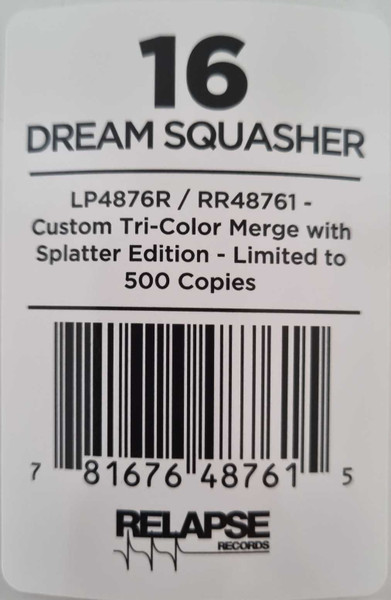 16
DREAM SQUASHER
LP4876R / RR48761 -
Custom Tri-Color Merge with
Splatter Edition - Limited to
500 Copies
7 81676 48761 5
RELAPSE
RECORDS